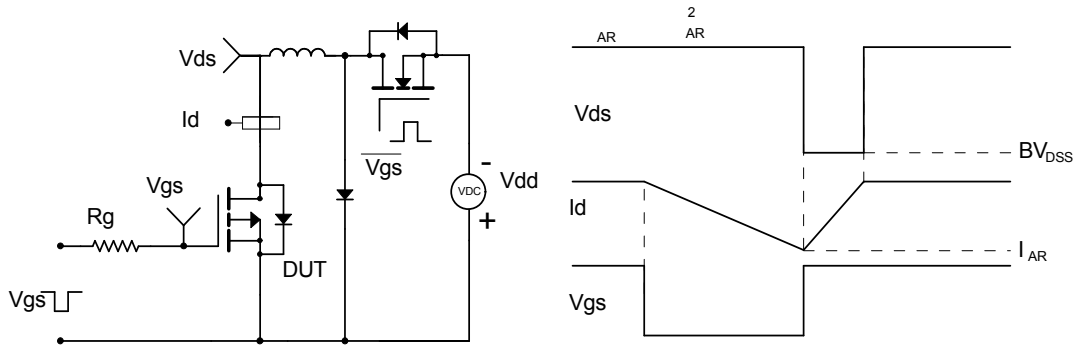 Vds
Id
Vgs
Rg
DUT
Vgs
Vgs
VDC
-
+
Vdd
2
AR AR
Vds
BVDSS
Id
IAR
Vgs